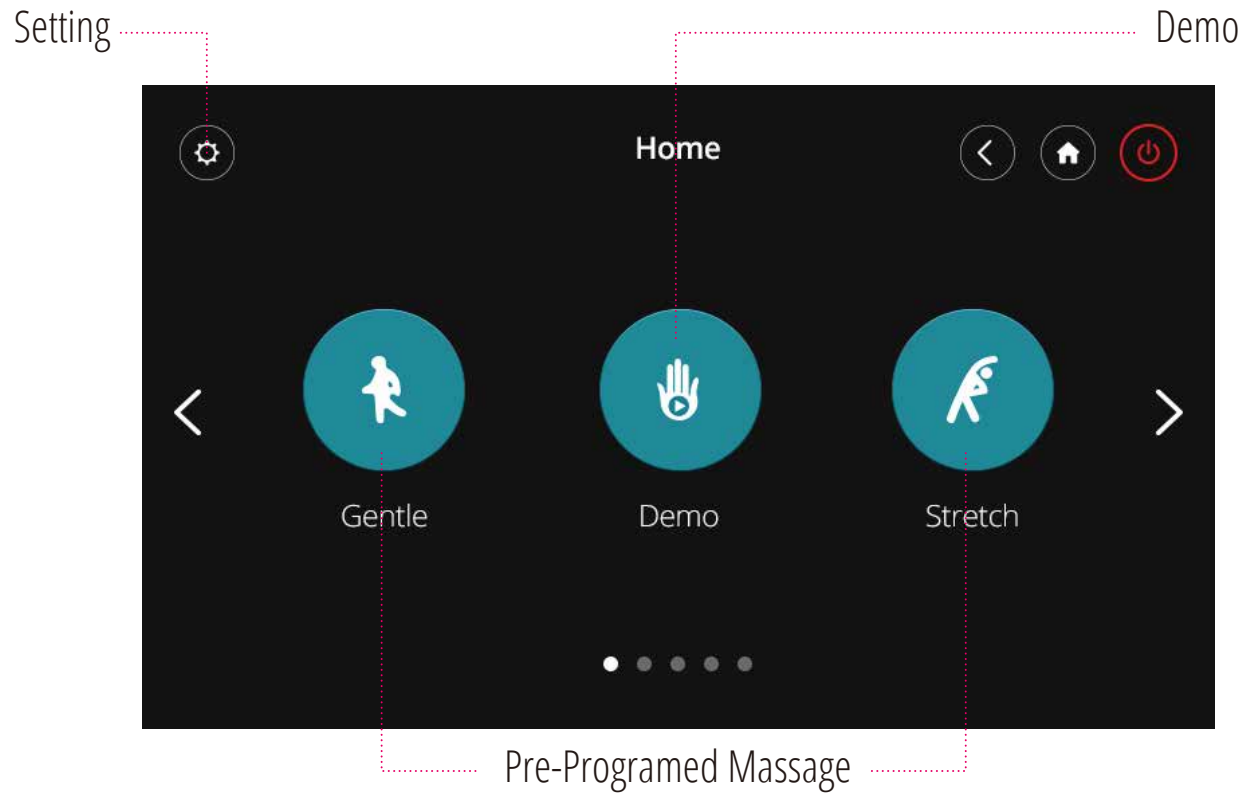 Setting
Demo
Home
Gentle
Demo
Stretch
Pre-Programed Massage